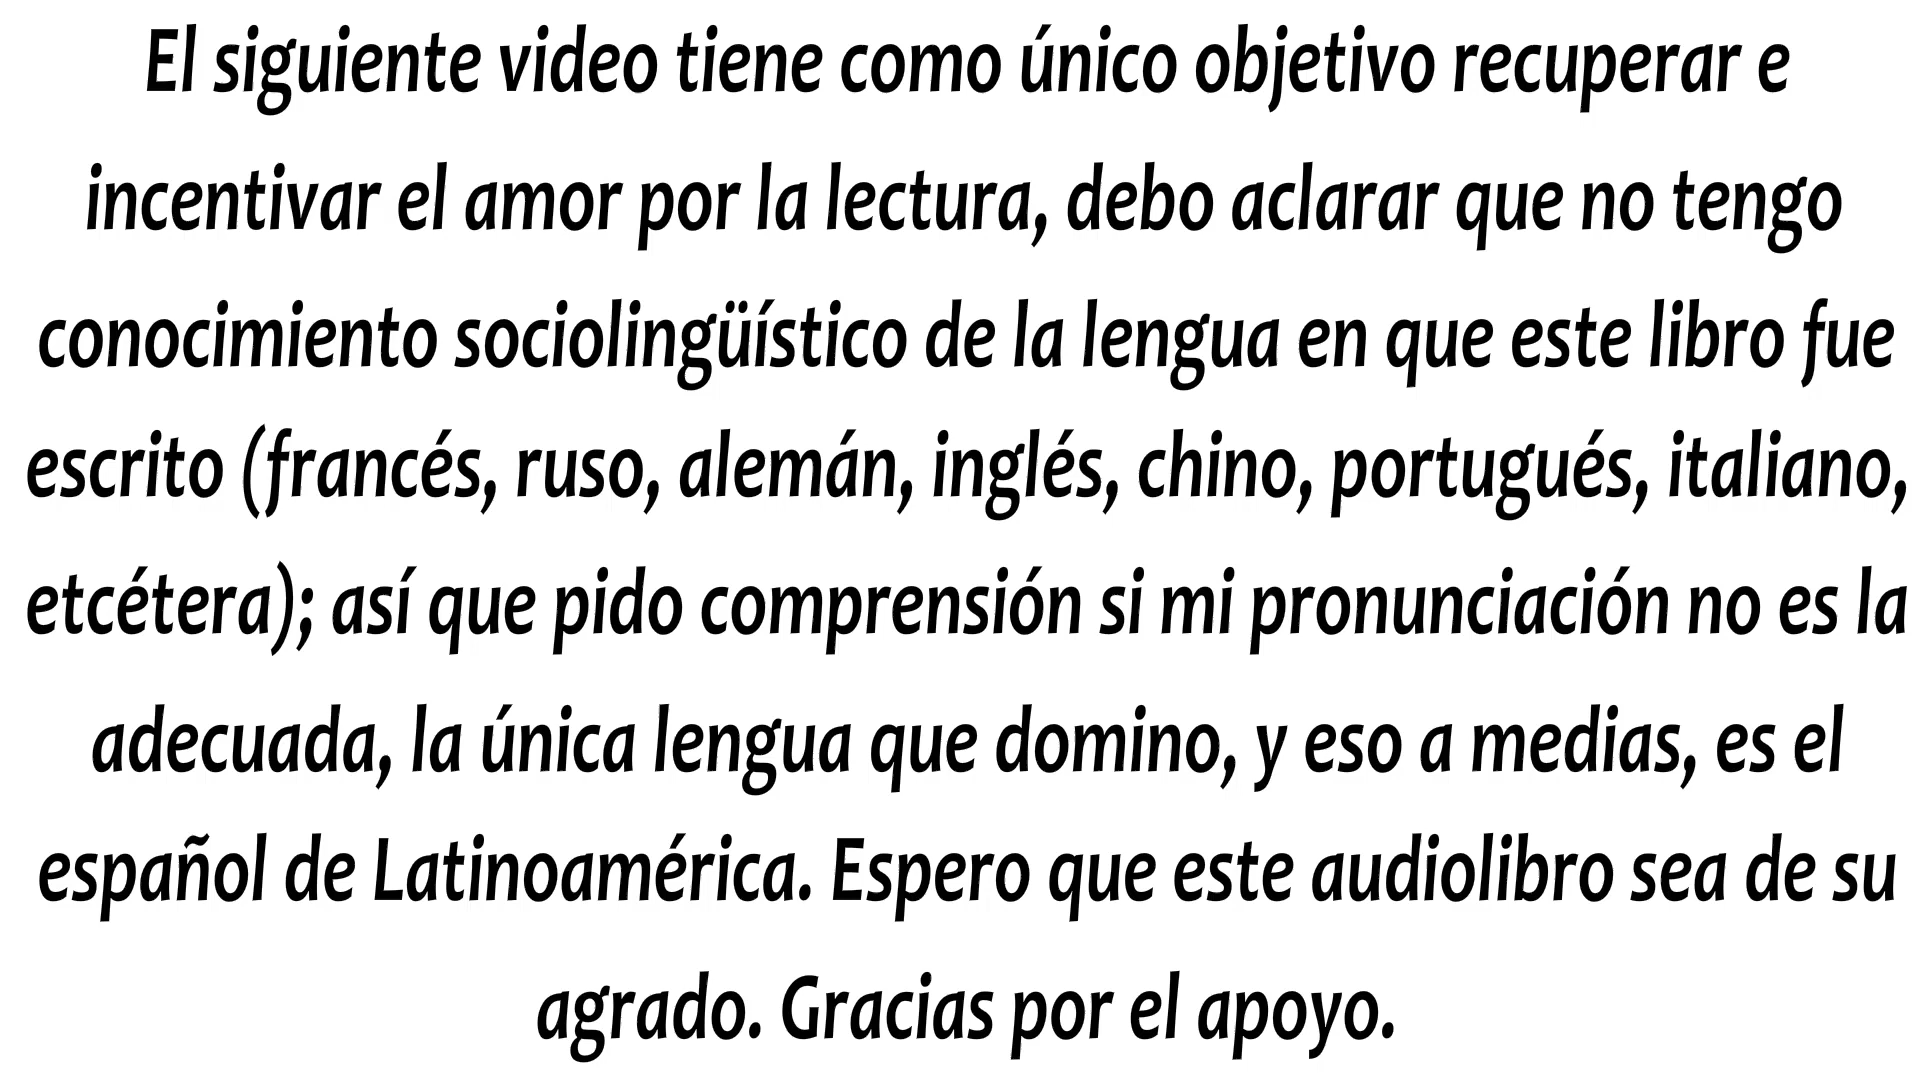 El siguiente video tiene como único objetivo recuperar e
incentivar el amor por la lectura, debo aclarar que no tengo
conocimiento sociolingüístico de la lengua en que este libro fue
escrito (francés, ruso, alemán, inglés, chino, portugués, italiano,
etcétera); así que pido comprensión si mi pronunciación no es la
adecuada, la única lengua que domino, y eso a medias, es el
español de Latinoamérica. Espero que este audiolibro sea de su
agrado. Gracias por el apoyo.